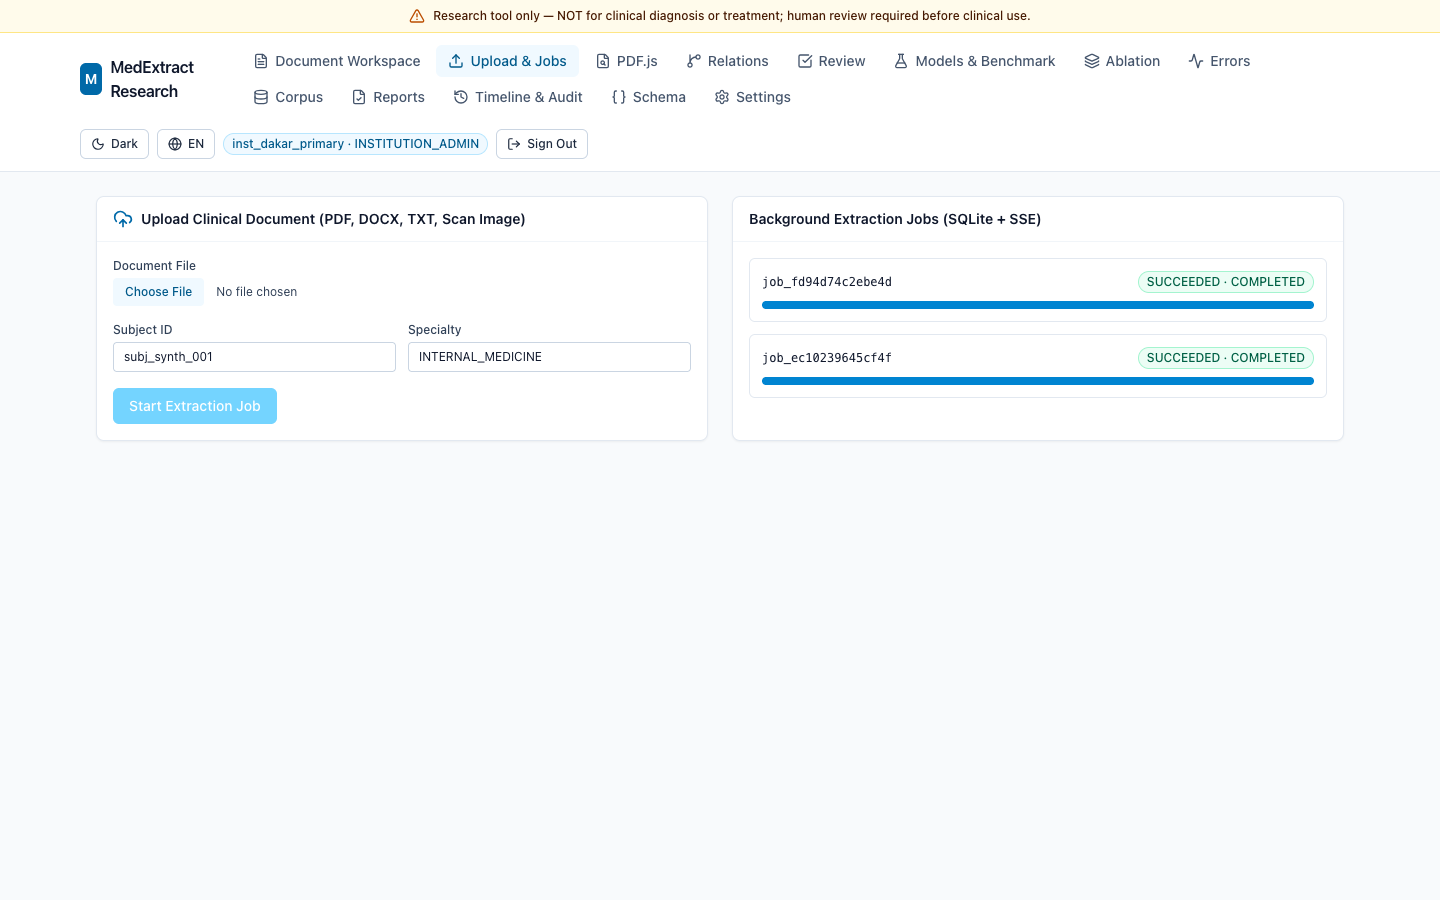 Research tool only — NOT for clinical diagnosis or treatment; human review required before clinical use.
M
MedExtract
Research
Document Workspace
Upload & Jobs
PDF.js
Relations
Review
Models & Benchmark
Ablation
Errors
Corpus
Reports
Timeline & Audit
Schema
Settings
Dark
EN
inst_dakar_primary · INSTITUTION_ADMIN
Sign Out
Upload Clinical Document (PDF, DOCX, TXT, Scan Image)
Document File
Choose File No file chosen
Subject ID
subj_synth_001
Specialty
INTERNAL_MEDICINE
Start Extraction Job
Background Extraction Jobs (SQLite + SSE)
job_fd94d74c2ebe4d
SUCCEEDED · COMPLETED
job_ec10239645cf4f
SUCCEEDED · COMPLETED